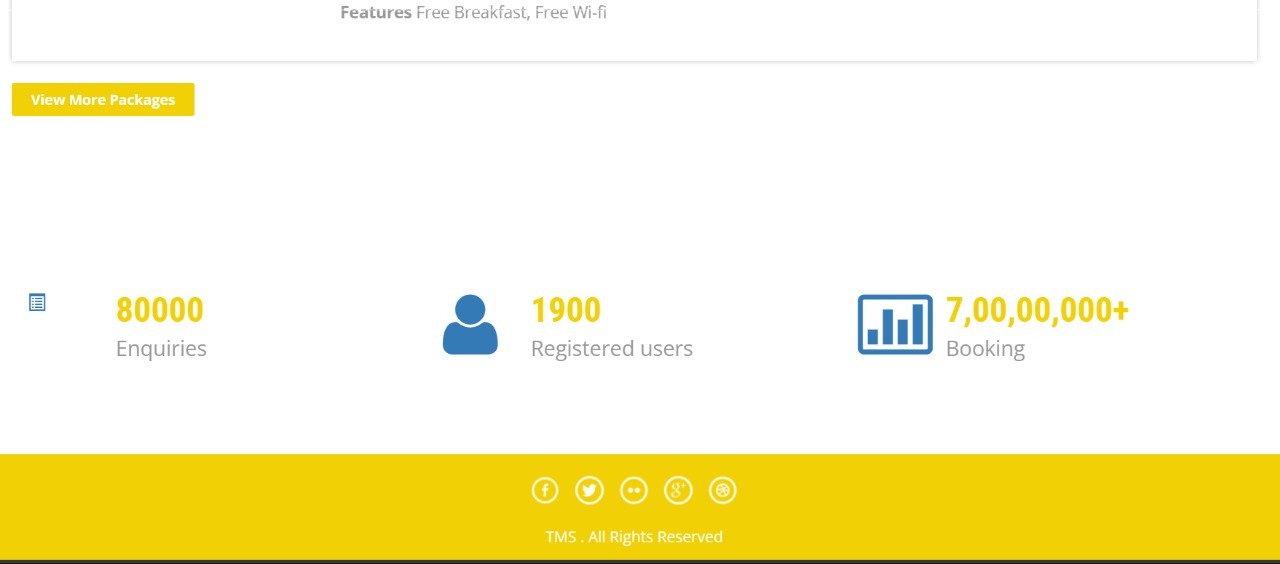 Features Free Breakfast, Free Wi-fi
View More Packages
80000
Enquiries
1900
Registered users
7,00,00,000+
Booking
TMS . All Rights Reserved